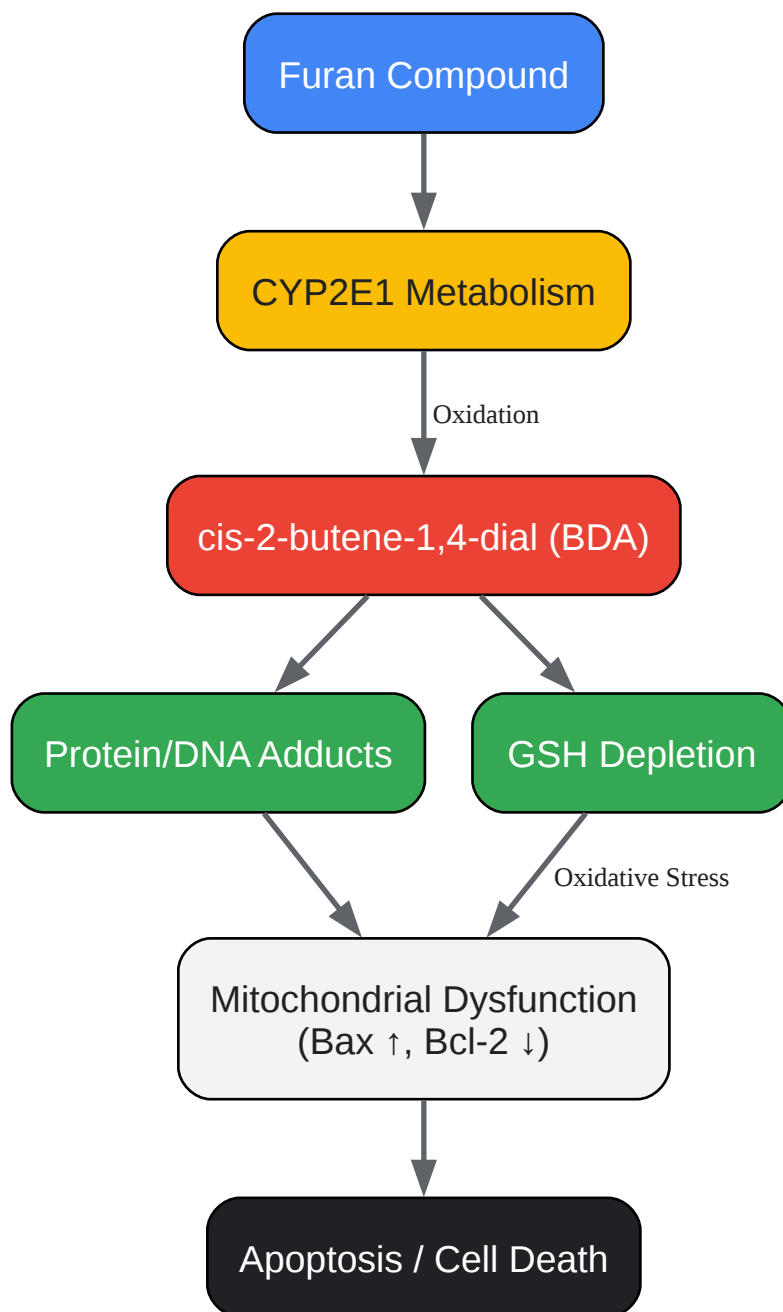 Furan Compound
CYP2E1 Metabolism
Oxidation
cis-2-butene-1,4-dial (BDA)
Protein/DNA Adducts
GSH Depletion
Oxidative Stress
Mitochondrial Dysfunction
(Bax ↑, Bcl-2 ↓)
Apoptosis / Cell Death